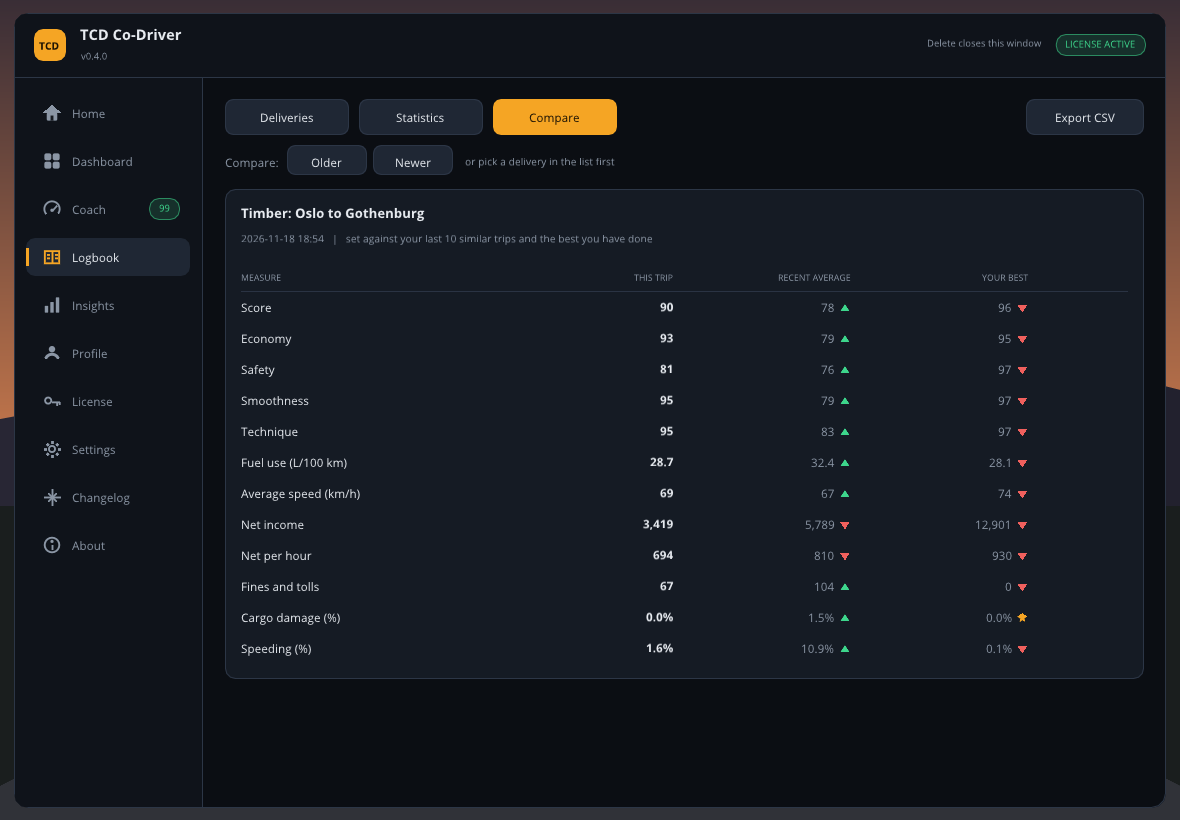 TCD
TCD Co-Driver
v0.4.0
Delete closes this window
LICENSE ACTIVE
Home
Dashboard
Coach 99
Logbook
Insights
Profile
License
Settings
Changelog
About
Deliveries Statistics Compare Export CSV
Compare: Older Newer or pick a delivery in the list first
Timber: Oslo to Gothenburg
2026-11-18 18:54 | set against your last 10 similar trips and the best you have done
MEASURE THIS TRIP RECENT AVERAGE YOUR BEST
Score 90 78 96
Economy 93 79 95
Safety 81 76 97
Smoothness 95 79 97
Technique 95 83 97
Fuel use (L/100 km) 28.7 32.4 28.1
Average speed (km/h) 69 67 74
Net income 3,419 5,789 12,901
Net per hour 694 810 930
Fines and tolls 67 104 0
Cargo damage (%) 0.0% 1.5% 0.0%
Speeding (%) 1.6% 10.9% 0.1%